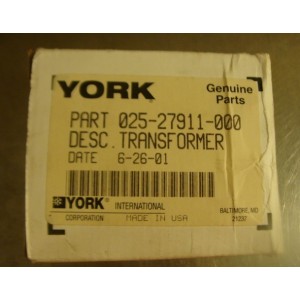 YORK Genuine Parts
PART 025-27911-000
DESC. TRANSFORMER
DATE 6-26-01
YORK INTERNATIONAL
CORPORATION MADE IN USA
BALTIMORE, MD
21237